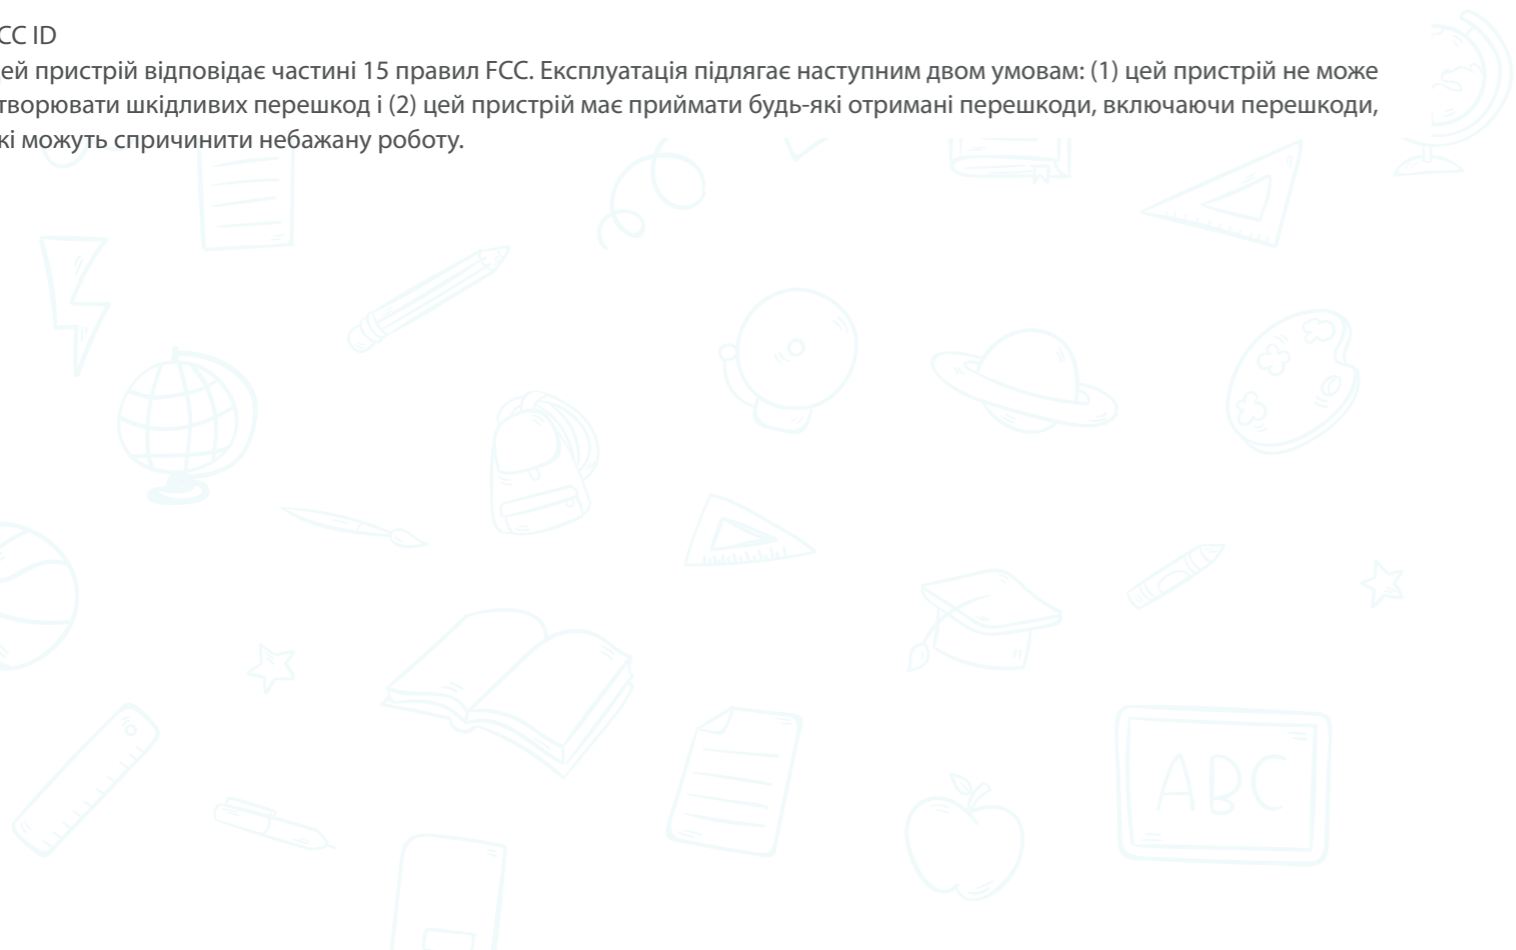 CC ID
ей пристрій відповідає частині 15 правил FCC. Експлуатація підлягає наступним двом умовам: (1) цей пристрій не може
творювати шкідливих перешкод і (2) цей пристрій має приймати будь-які отримані перешкоди, включаючи перешкоди,
кі можуть спричинити небажану роботу.
ABC